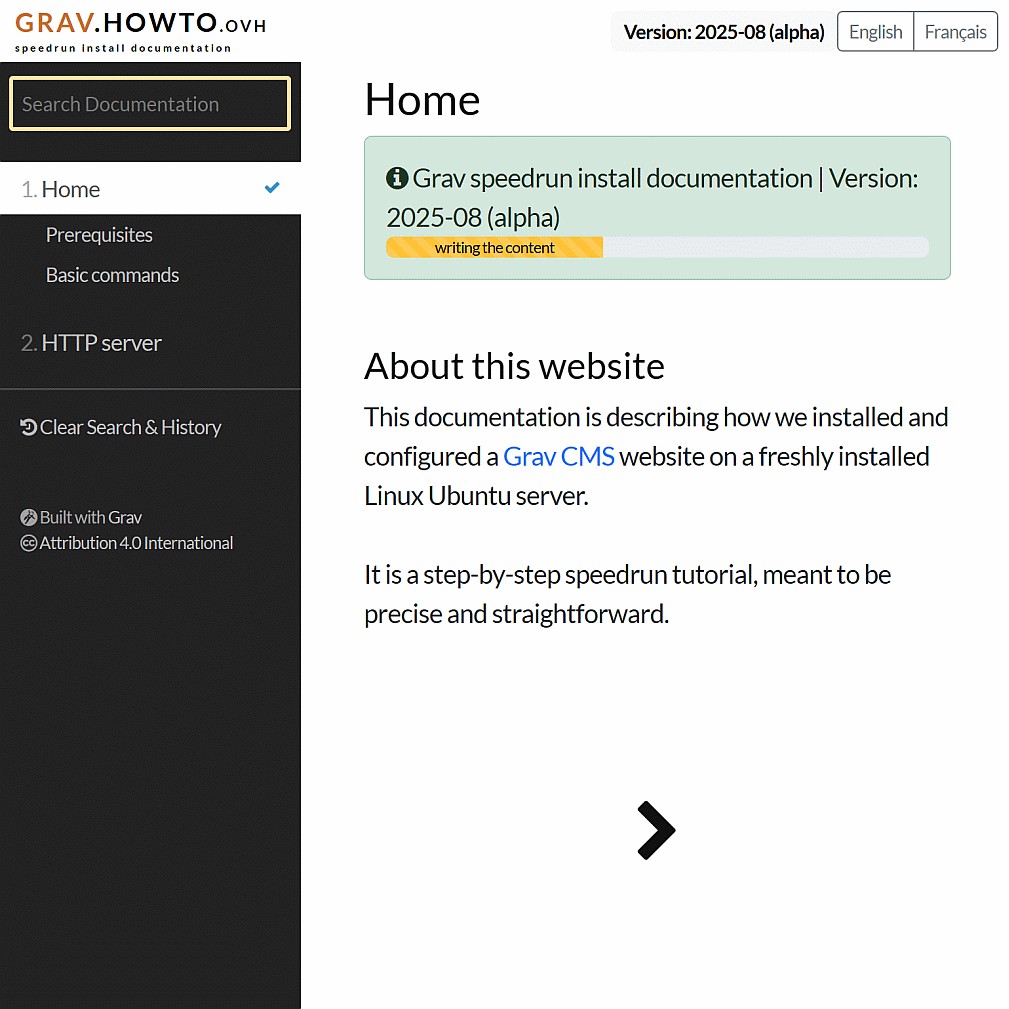 GRAV.HOWTO.OVH
speedrun install documentation
Version: 2025-08 (alpha)
English
Français
Search Documentation
1. Home
Prerequisites
Basic commands
2. HTTP server
Clear Search & History
Built with Grav
Attribution 4.0 International
Home
Grav speedrun install documentation | Version:
2025-08 (alpha)
writing the content
About this website
This documentation is describing how we installed and
configured a Grav CMS website on a freshly installed
Linux Ubuntu server.
It is a step-by-step speedrun tutorial, meant to be
precise and straightforward.